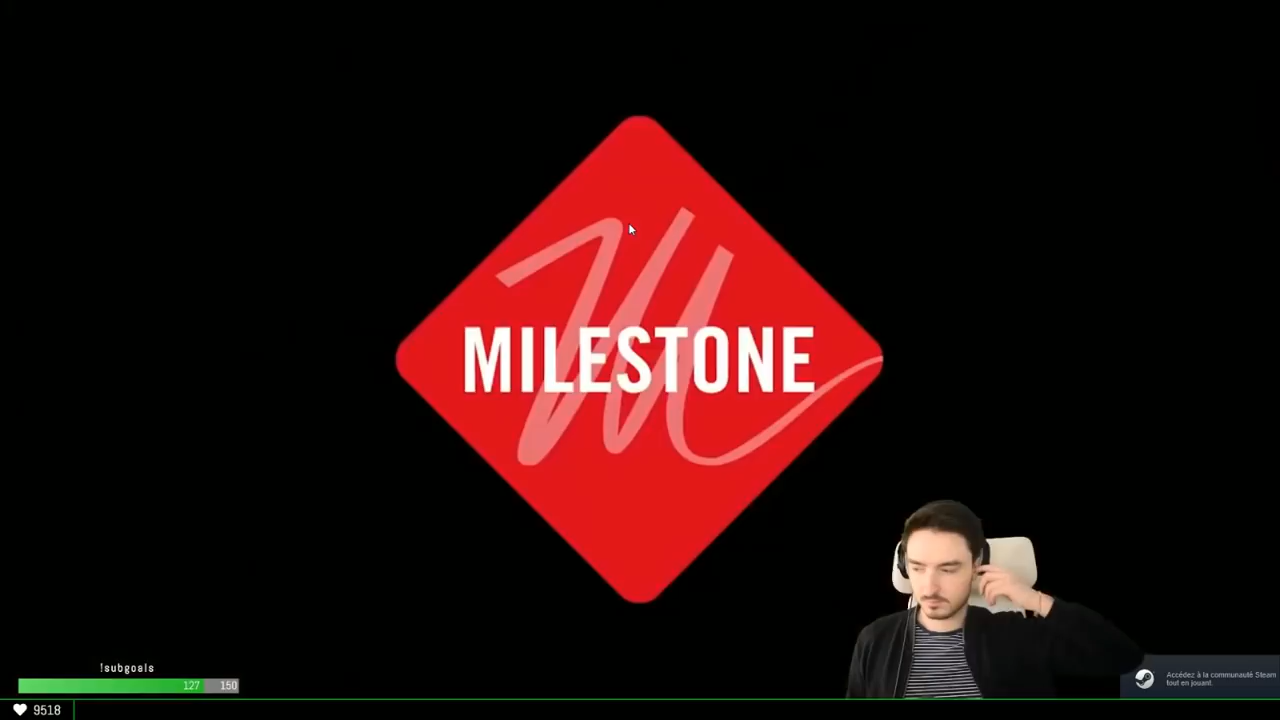 MILESTONE
!subgoals
127 150
Accédez à la communauté Steam
tout en jouant.
9518